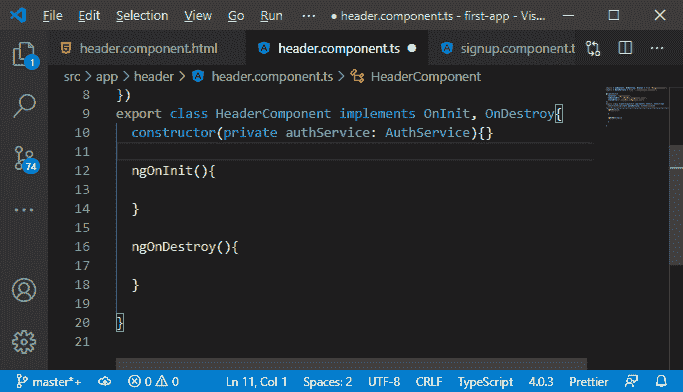 File Edit Selection View Go Run ··· ● header.component.ts - first-app - Vis...
header.component.html header.component.ts ● signup.component.t ···
src > app > header > header.component.ts > HeaderComponent
8 })
9 export class HeaderComponent implements OnInit, OnDestroy{
10 constructor(private authService: AuthService){}
11
12 ngOnInit(){
13
14 }
15
16 ngOnDestroy(){
17
18 }
19
20 }
21
1
74
master*+ 0 0 Ln 11, Col 1 Spaces: 2 UTF-8 CRLF TypeScript 4.0.3 Prettier